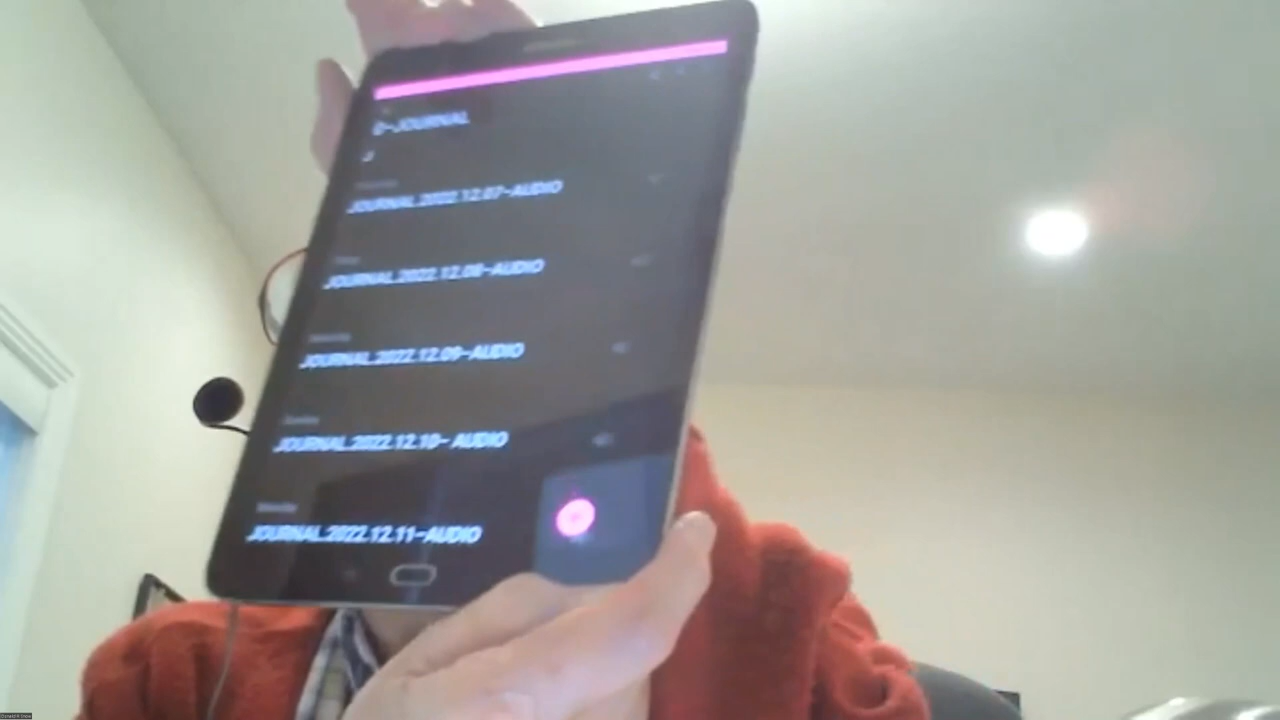 JOURNAL
JOURNAL.2022.12.07-AUDIO
JOURNAL.2022.12.08-AUDIO
JOURNAL.2022.12.09-AUDIO
JOURNAL.2022.12.10- AUDIO
JOURNAL.2022.12.11-AUDIO